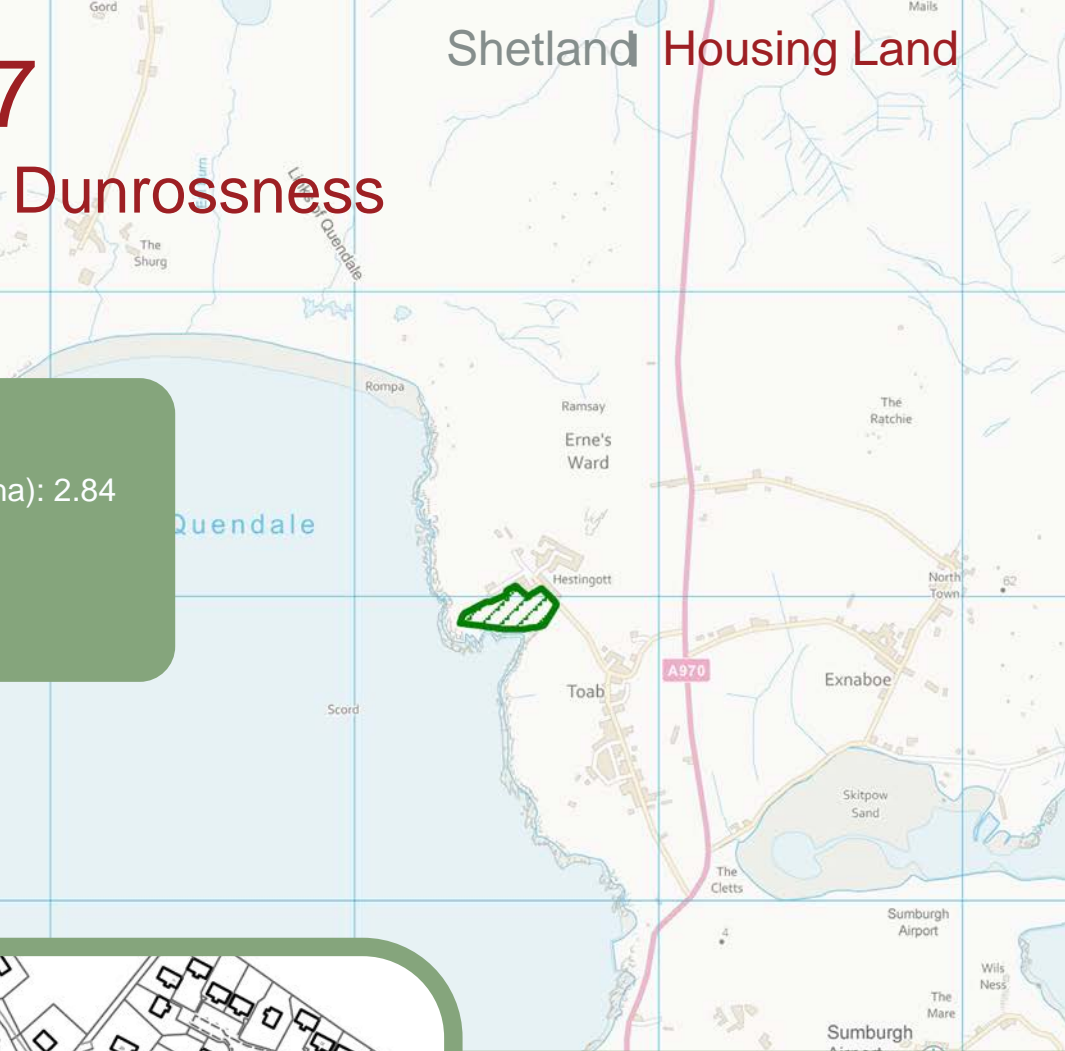 Gord
Mails
Shetland Housing Land
7
Dunrossness
Links of Quendale
The
Shurg
Rompa
Ramsay
Erne's
Ward
The
Ratchie
ha): 2.84
Quendale
Hestingott
North
Town
62
A970
Toab
Exnaboe
Scord
Skitpow
Sand
The
Cletts
Sumburgh
Airport
4
Wils
Ness
The
Mare
Sumburgh
Airport